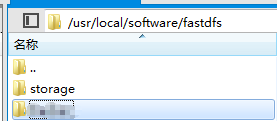 /usr/local/software/fastdfs
名称
..
storage